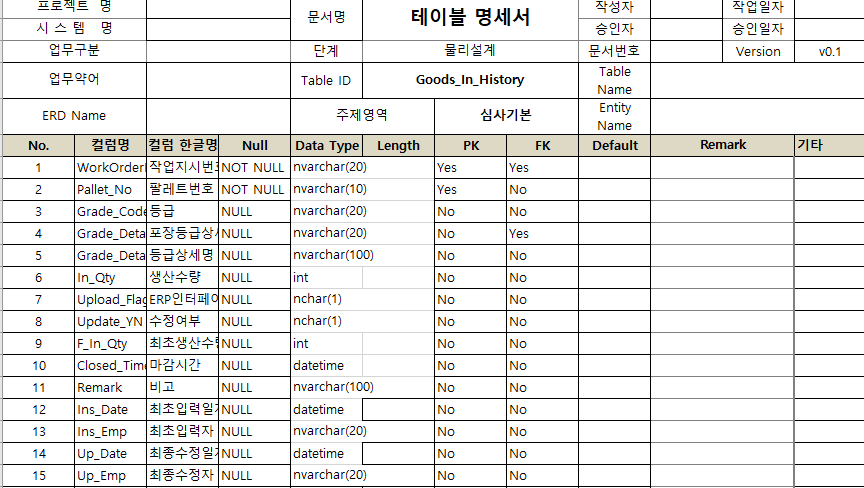 프로젝트 명 문서명 테이블 명세서 작성자 작업일자
시 스 템 명 승인자 승인일자
업무구분 단계 물리설계 문서번호 Version v0.1
업무약어 Table ID Goods_In_History Table Name
ERD Name 주제영역 심사기본 Entity Name
No. 컬럼명 컬럼 한글명 Null Data Type Length PK FK Default Remark 기타
1 WorkOrder 작업지시번호 NOT NULL nvarchar(20) Yes Yes
2 Pallet_No 팔레트번호 NOT NULL nvarchar(10) Yes No
3 Grade_Code 등급 NULL nvarchar(20) No No
4 Grade_Deta 포장등급상세 NULL nvarchar(20) No Yes
5 Grade_Deta 등급상세명 NULL nvarchar(100) No No
6 In_Qty 생산수량 NULL int No No
7 Upload_Flag ERP인터페이 NULL nchar(1) No No
8 Update_YN 수정여부 NULL nchar(1) No No
9 F_In_Qty 최초생산수량 NULL int No No
10 Closed_Time 마감시간 NULL datetime No No
11 Remark 비고 NULL nvarchar(100) No No
12 Ins_Date 최초입력일자 NULL datetime No No
13 Ins_Emp 최초입력자 NULL nvarchar(20) No No
14 Up_Date 최종수정일자 NULL datetime No No
15 Up_Emp 최종수정자 NULL nvarchar(20) No No